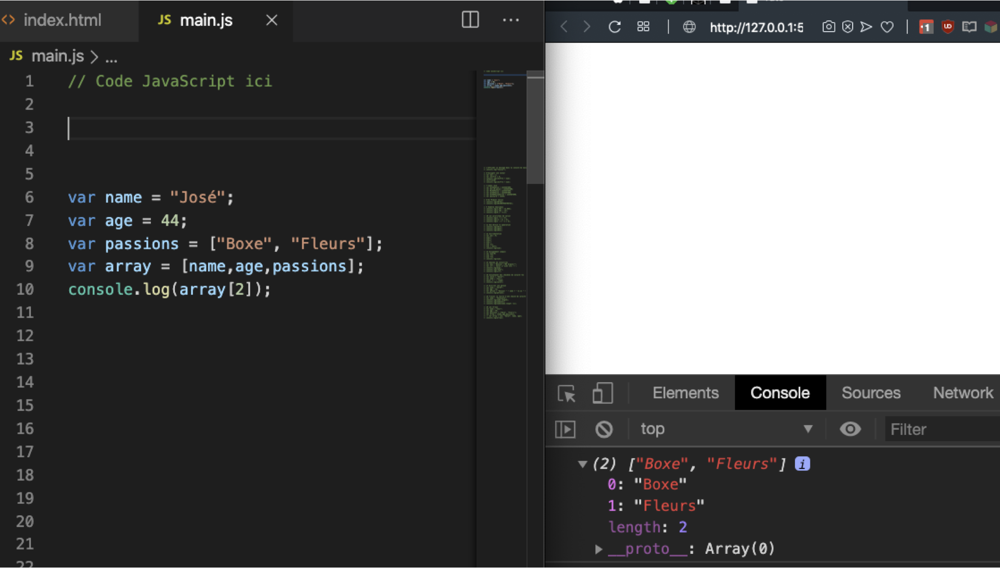 index.html
JS main.js
JS main.js > ...
1 // Code JavaScript ici
2
3
4
5
6 var name = "José";
7 var age = 44;
8 var passions = ["Boxe", "Fleurs"];
9 var array = [name,age,passions];
10 console.log(array[2]);
11
12
13
14
15
16
17
18
19
20
21
22
http://127.0.0.1:5
Elements Console Sources Network
top Filter
(2) ["Boxe", "Fleurs"] i
0: "Boxe"
1: "Fleurs"
length: 2
__proto__: Array(0)